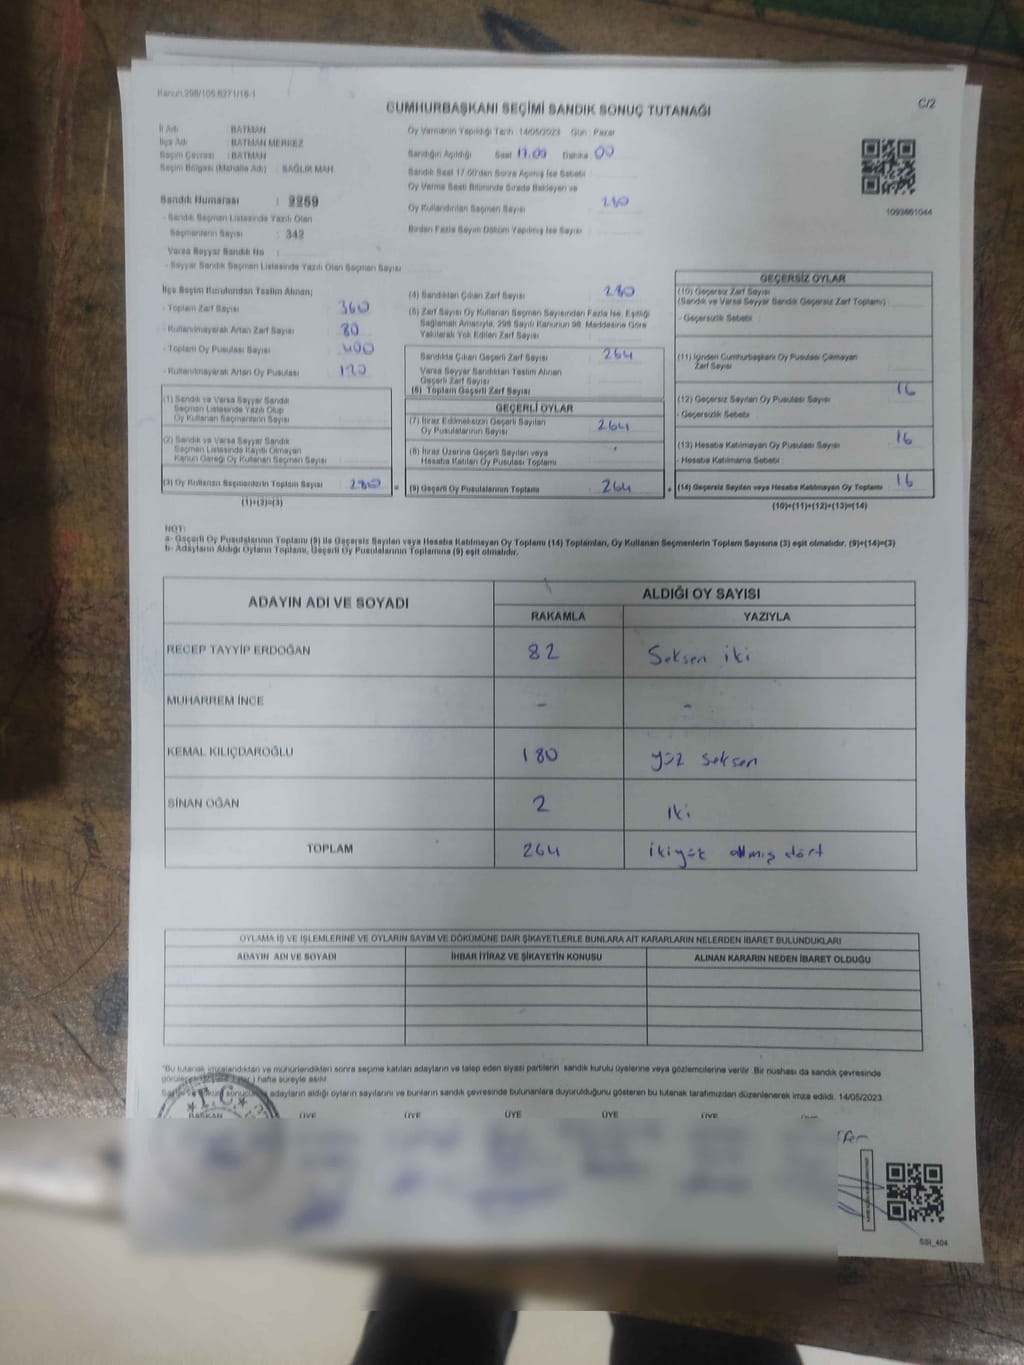 Kanun:298/105.6271/18-1
CUMHURBAŞKANI SEÇİMİ SANDIK SONUÇ TUTANAĞI
C/2
İl Adı : BATMAN
İlçe Adı : BATMAN MERKEZ
Seçim Çevresi : BATMAN
Seçim Bölgesi (Mahalle Adı) : SAĞLIK MAH
Oy Vermenin Yapıldığı Tarih : 14/05/2023 Gün : Pazar
Sandığın Açıldığı Saat 17.00 Dakika 00
Sandık Saat 17.00'den Sonra Açılmış İse Sebebi
Oy Verme Saati Bitiminde Sırada Bekleyen ve
Oy Kullandırılan Seçmen Sayısı 280
Birden Fazla Sayım Döküm Yapılmış İse Sayısı
1093861044
Sandık Numarası : 2269
- Sandık Seçmen Listesinde Yazılı Olan
Seçmenlerin Sayısı : 342
Varsa Seyyar Sandık No
- Seyyar Sandık Seçmen Listesinde Yazılı Olan Seçmen Sayısı
İlçe Seçim Kurulundan Teslim Alınan;
- Toplam Zarf Sayısı 360
- Kullanılmayarak Artan Zarf Sayısı 80
- Toplam Oy Pusulası Sayısı 400
- Kullanılmayarak Artan Oy Pusulası 120
(1) Sandık ve Varsa Seyyar Sandık
Seçmen Listesinde Yazılı Olup
Oy Kullanan Seçmenlerin Sayısı
(2) Sandık ve Varsa Seyyar Sandık
Seçmen Listesinde Kayıtlı Olmayan
Kanun Gereği Oy Kullanan Seçmen Sayısı
(3) Oy Kullanan Seçmenlerin Toplam Sayısı 280 =
(1)+(2)=(3)
(4) Sandıktan Çıkan Zarf Sayısı 280
(5) Zarf Sayısı Oy Kullanan Seçmen Sayısından Fazla İse, Eşitliği
Sağlamak Amacıyla, 298 Sayılı Kanunun 98. Maddesine Göre
Yakılarak Yok Edilen Zarf Sayısı
Sandıkta Çıkan Geçerli Zarf Sayısı 264
Varsa Seyyar Sandıktan Teslim Alınan
Geçerli Zarf Sayısı
(6) Toplam Geçerli Zarf Sayısı
GEÇERLİ OYLAR
(7) İtiraz Edilmeksizin Geçerli Sayılan
Oy Pusulalarının Sayısı 264
(8) İtiraz Üzerine Geçerli Sayılan veya
Hesaba Katılan Oy Pusulası Toplamı
(9) Geçerli Oy Pusulalarının Toplamı 264 +
GEÇERSİZ OYLAR
(10) Geçersiz Zarf Sayısı
(Sandık ve Varsa Seyyar Sandık Geçersiz Zarf Toplamı)
- Geçersizlik Sebebi
(11) İçinden Cumhurbaşkanı Oy Pusulası Çıkmayan
Zarf Sayısı
(12) Geçersiz Sayılan Oy Pusulası Sayısı 16
- Geçersizlik Sebebi
(13) Hesaba Katılmayan Oy Pusulası Sayısı 16
- Hesaba Katılmama Sebebi
(14) Geçersiz Sayılan veya Hesaba Katılmayan Oy Toplamı 16
(10)+(11)+(12)+(13)=(14)
NOT:
a- Geçerli Oy Pusulalarının Toplamı (9) ile Geçersiz Sayılan veya Hesaba Katılmayan Oy Toplamı (14) Toplamları, Oy Kullanan Seçmenlerin Toplam Sayısına (3) eşit olmalıdır. (9)+(14)=(3)
b- Adayların Aldığı Oyların Toplamı, Geçerli Oy Pusulalarının Toplamına (9) eşit olmalıdır.
ADAYIN ADI VE SOYADI ALDIĞI OY SAYISI
RAKAMLA YAZIYLA
RECEP TAYYİP ERDOĞAN 82 Seksen iki
MUHARREM İNCE - -
KEMAL KILIÇDAROĞLU 180 yüz seksen
SİNAN OĞAN 2 iki
TOPLAM 264 ikiyüz altmış dört
OYLAMA İŞ VE İŞLEMLERİNE VE OYLARIN SAYIM VE DÖKÜMÜNE DAİR ŞİKAYETLERLE BUNLARA AİT KARARLARIN NELERDEN İBARET BULUNDUKLARI
ADAYIN ADI VE SOYADI İHBAR İTİRAZ VE ŞİKAYETİN KONUSU ALINAN KARARIN NEDEN İBARET OLDUĞU
"Bu tutanak imzalandıktan ve mühürlendikten sonra seçime katılan adayların ve talep eden siyasi partilerin sandık kurulu üyelerine veya gözlemcilerine verilir .Bir nüshası da sandık çevresinde
hafta süreyle asılır.
adayların aldığı oyların sayılarını ve bunların sandık çevresinde bulunanlara duyurulduğunu gösteren bu tutanak tarafımızdan düzenlenerek imza edildi. 14/05/2023
T.C.
BAŞKAN ÜYE ÜYE ÜYE ÜYE ÜYE
SSI_404